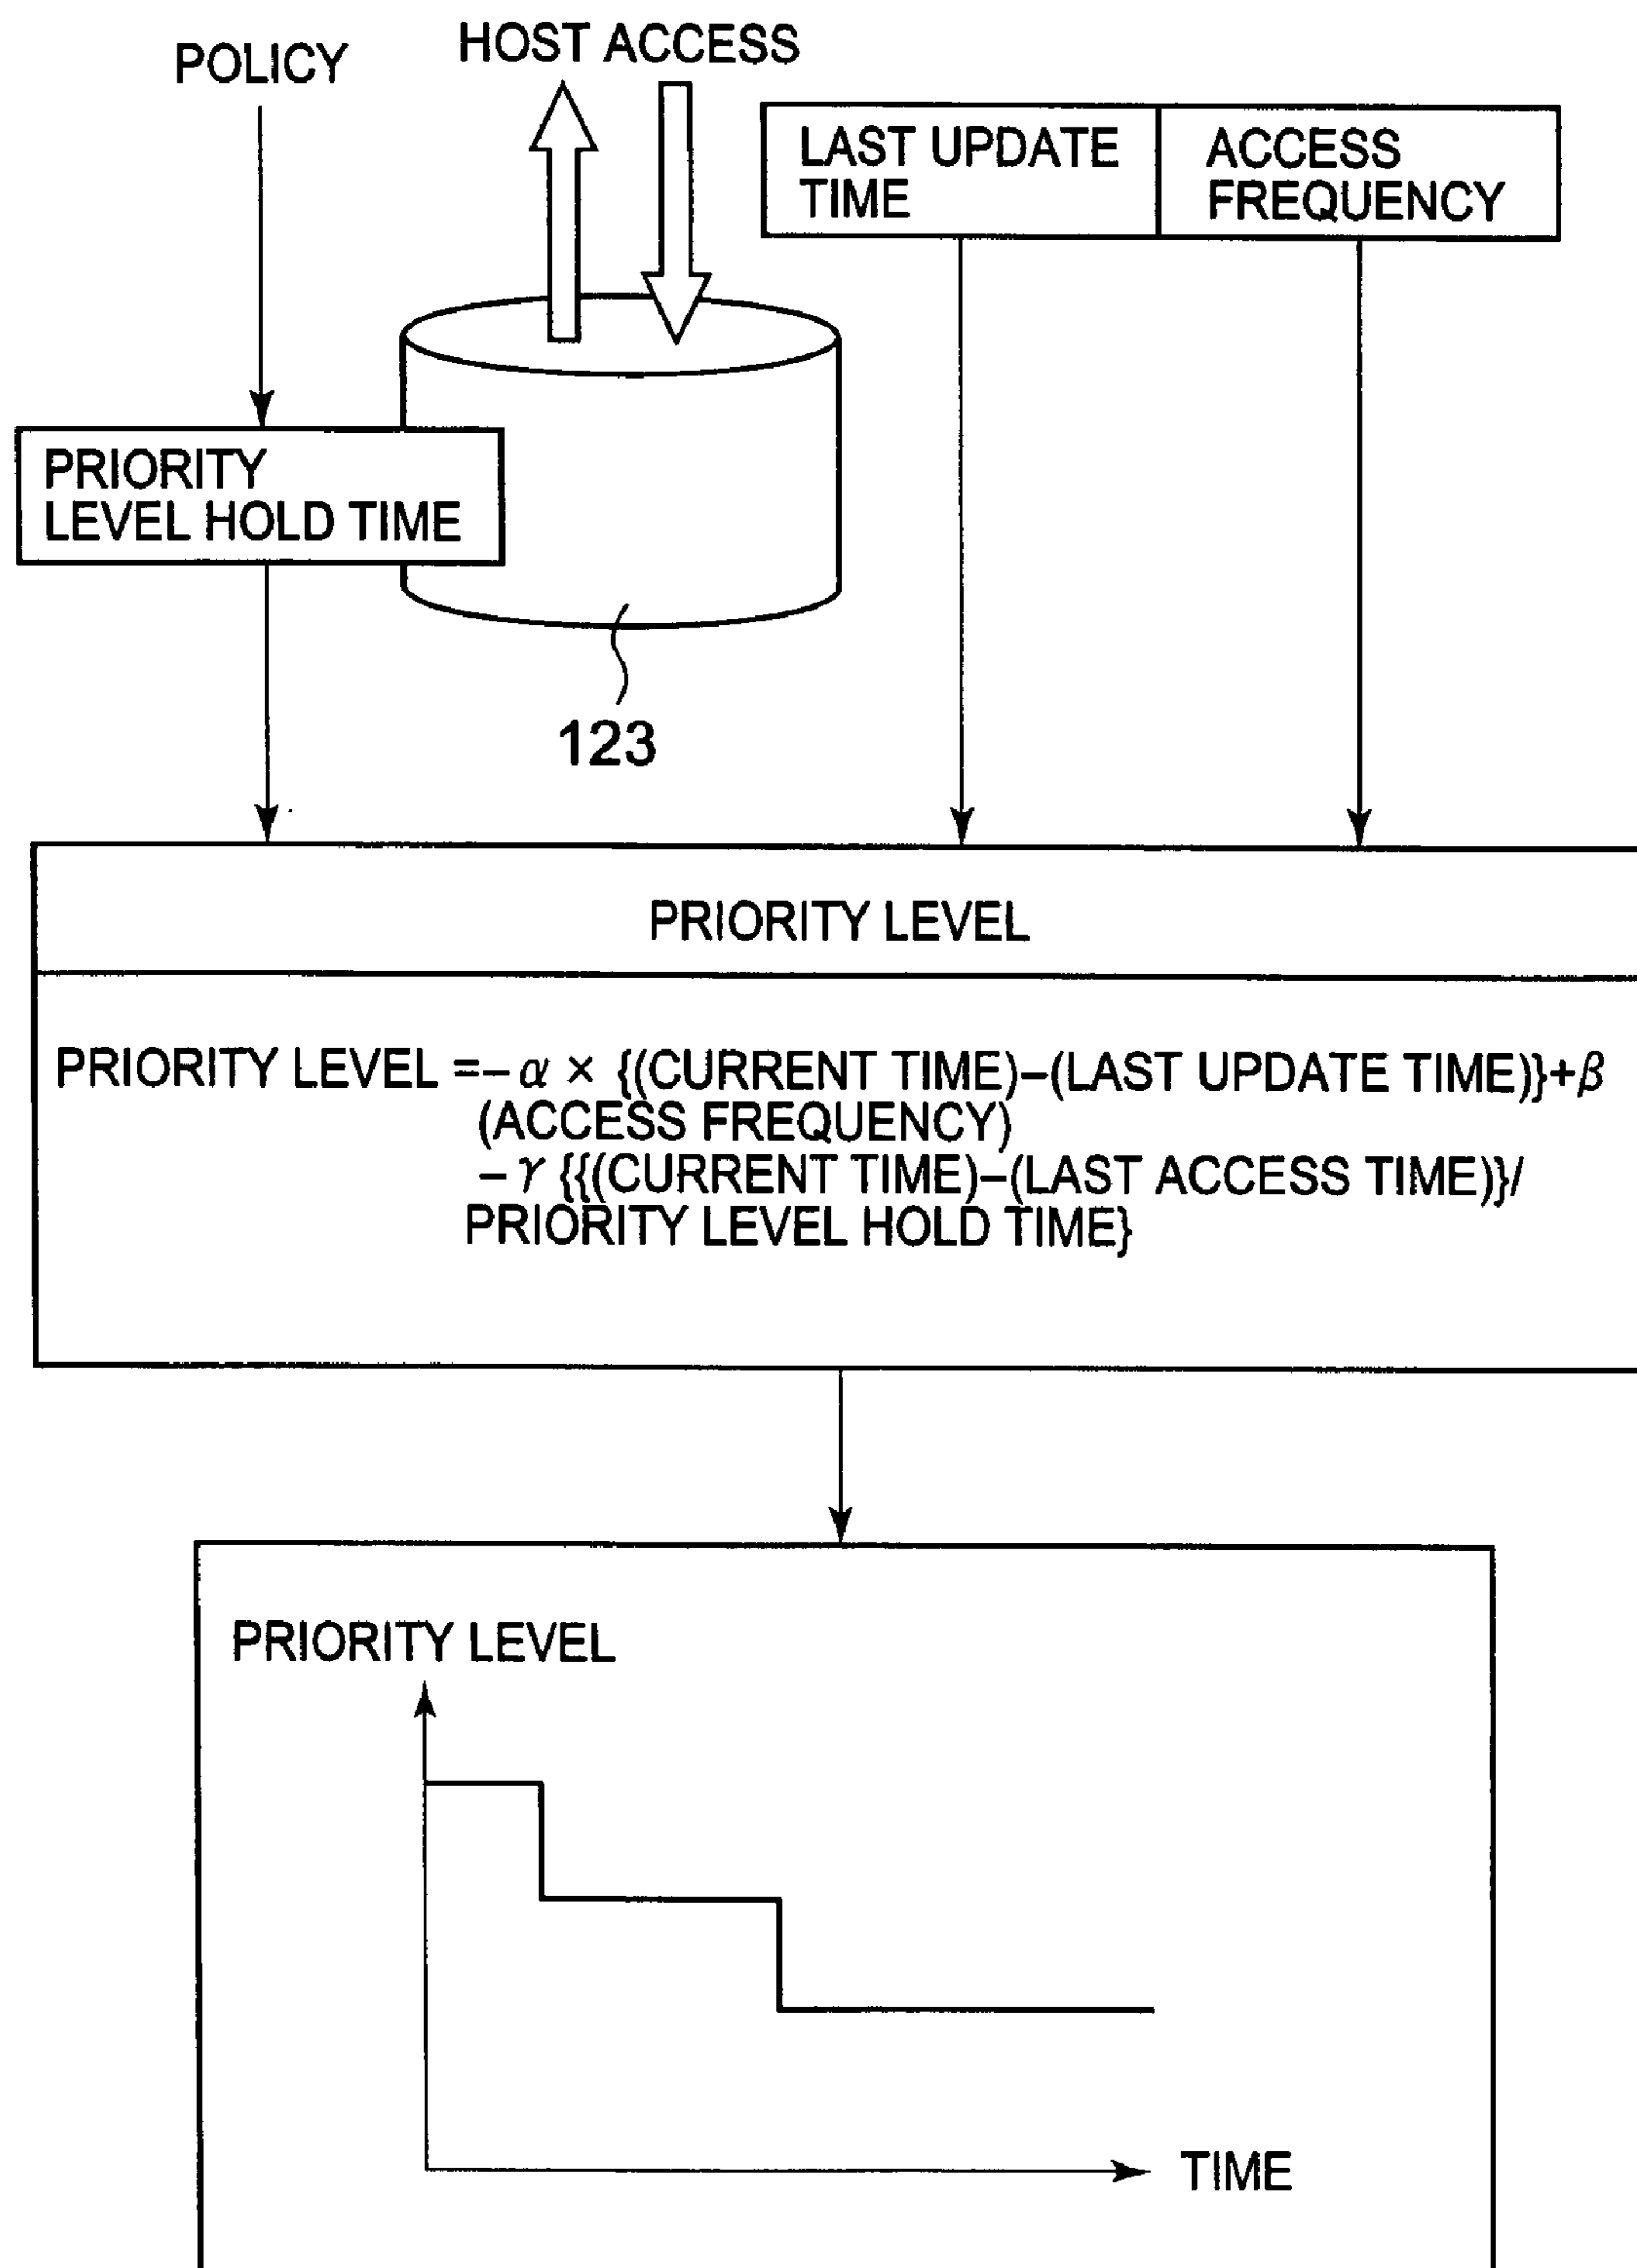 POLICY
HOST ACCESS
LAST UPDATE
TIME
ACCESS
FREQUENCY
PRIORITY
LEVEL HOLD TIME
123
PRIORITY LEVEL
PRIORITY LEVEL =–α × {(CURRENT TIME)–(LAST UPDATE TIME)}+β
(ACCESS FREQUENCY)
–γ {{(CURRENT TIME)–(LAST ACCESS TIME)}/
PRIORITY LEVEL HOLD TIME}
PRIORITY LEVEL
TIME